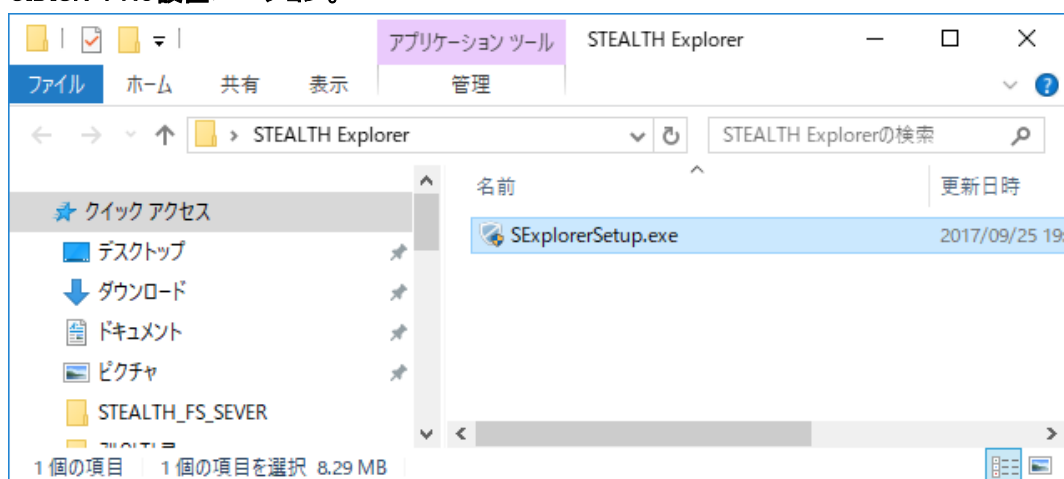 アプリケーション ツール
STEALTH Explorer
ファイル
ホーム
共有
表示
管理
STEALTH Explorer
STEALTH Explorerの検索
名前
更新日時
クイック アクセス
SExplorerSetup.exe
2017/09/25 19
デスクトップ
ダウンロード
ドキュメント
ピクチャ
STEALTH_FS_SEVER
1 個の項目
1 個の項目を選択 8.29 MB